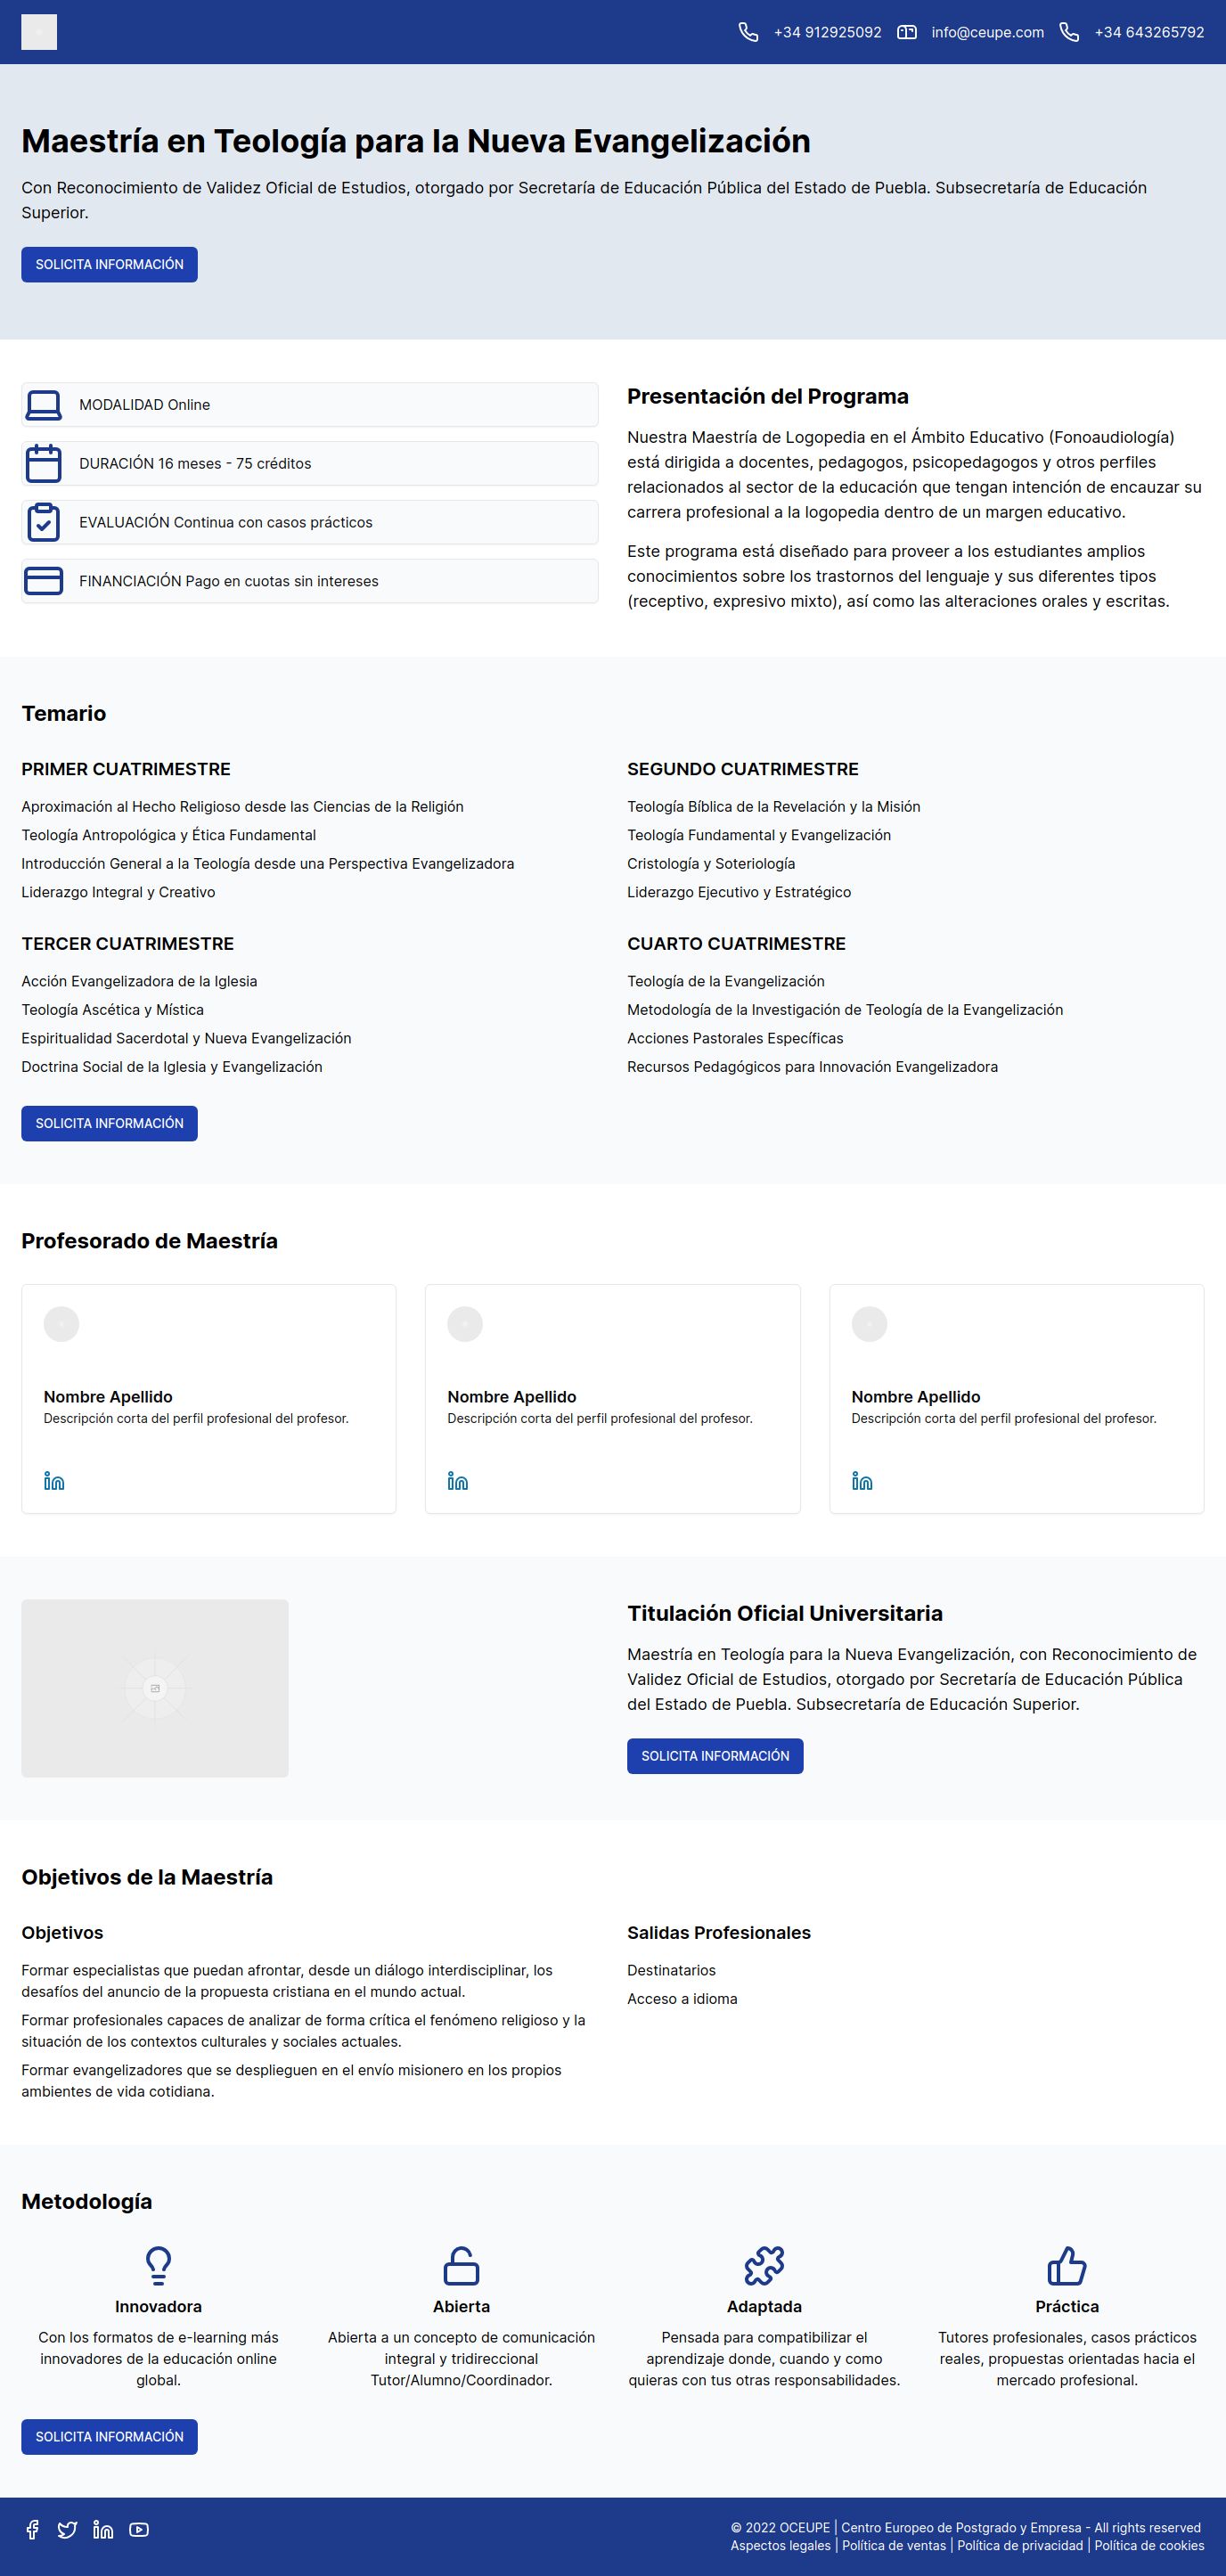 +34 912925092
info@ceupe.com
+34 643265792
Maestría en Teología para la Nueva Evangelización
Con Reconocimiento de Validez Oficial de Estudios, otorgado por Secretaría de Educación Pública del Estado de Puebla. Subsecretaría de Educación
Superior.
SOLICITA INFORMACIÓN
MODALIDAD Online
DURACIÓN 16 meses - 75 créditos
EVALUACIÓN Continua con casos prácticos
FINANCIACIÓN Pago en cuotas sin intereses
Presentación del Programa
Nuestra Maestría de Logopedia en el Ámbito Educativo (Fonoaudiología)
está dirigida a docentes, pedagogos, psicopedagogos y otros perfiles
relacionados al sector de la educación que tengan intención de encauzar su
carrera profesional a la logopedia dentro de un margen educativo.
Este programa está diseñado para proveer a los estudiantes amplios
conocimientos sobre los trastornos del lenguaje y sus diferentes tipos
(receptivo, expresivo mixto), así como las alteraciones orales y escritas.
Temario
PRIMER CUATRIMESTRE
Aproximación al Hecho Religioso desde las Ciencias de la Religión
Teología Antropológica y Ética Fundamental
Introducción General a la Teología desde una Perspectiva Evangelizadora
Liderazgo Integral y Creativo
SEGUNDO CUATRIMESTRE
Teología Bíblica de la Revelación y la Misión
Teología Fundamental y Evangelización
Cristología y Soteriología
Liderazgo Ejecutivo y Estratégico
TERCER CUATRIMESTRE
Acción Evangelizadora de la Iglesia
Teología Ascética y Mística
Espiritualidad Sacerdotal y Nueva Evangelización
Doctrina Social de la Iglesia y Evangelización
CUARTO CUATRIMESTRE
Teología de la Evangelización
Metodología de la Investigación de Teología de la Evangelización
Acciones Pastorales Específicas
Recursos Pedagógicos para Innovación Evangelizadora
SOLICITA INFORMACIÓN
Profesorado de Maestría
Nombre Apellido
Descripción corta del perfil profesional del profesor.
Nombre Apellido
Descripción corta del perfil profesional del profesor.
Nombre Apellido
Descripción corta del perfil profesional del profesor.
Titulación Oficial Universitaria
Maestría en Teología para la Nueva Evangelización, con Reconocimiento de
Validez Oficial de Estudios, otorgado por Secretaría de Educación Pública
del Estado de Puebla. Subsecretaría de Educación Superior.
SOLICITA INFORMACIÓN
Objetivos de la Maestría
Objetivos
Formar especialistas que puedan afrontar, desde un diálogo interdisciplinar, los
desafíos del anuncio de la propuesta cristiana en el mundo actual.
Formar profesionales capaces de analizar de forma crítica el fenómeno religioso y la
situación de los contextos culturales y sociales actuales.
Formar evangelizadores que se desplieguen en el envío misionero en los propios
ambientes de vida cotidiana.
Salidas Profesionales
Destinatarios
Acceso a idioma
Metodología
Innovadora
Con los formatos de e-learning más
innovadores de la educación online
global.
Abierta
Abierta a un concepto de comunicación
integral y tridireccional
Tutor/Alumno/Coordinador.
Adaptada
Pensada para compatibilizar el
aprendizaje donde, cuando y como
quieras con tus otras responsabilidades.
Práctica
Tutores profesionales, casos prácticos
reales, propuestas orientadas hacia el
mercado profesional.
SOLICITA INFORMACIÓN
© 2022 OCEUPE | Centro Europeo de Postgrado y Empresa - All rights reserved
Aspectos legales | Política de ventas | Política de privacidad | Política de cookies